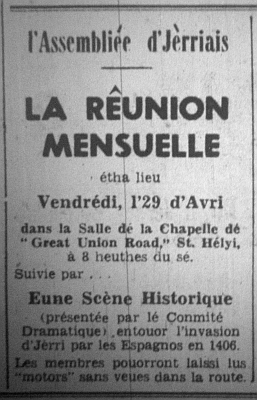 l'Assembliée d'Jèrriais
LA RÊUNION
MENSUELLE
étha lieu
Vendrédi, l'29 d'Avri
dans la Salle de la Chapelle dé
"Great Union Road," St. Hélyi,
à 8 heuthes du sé.
Suivie par . . .
Eune Scène Historique
(présentée par lé Conmité
Dramatique) entouor l'invasion
d'Jèrri par les Espagnos en 1406.
Les membres pouorront laissi lus
"motors" sans veues dans la route.